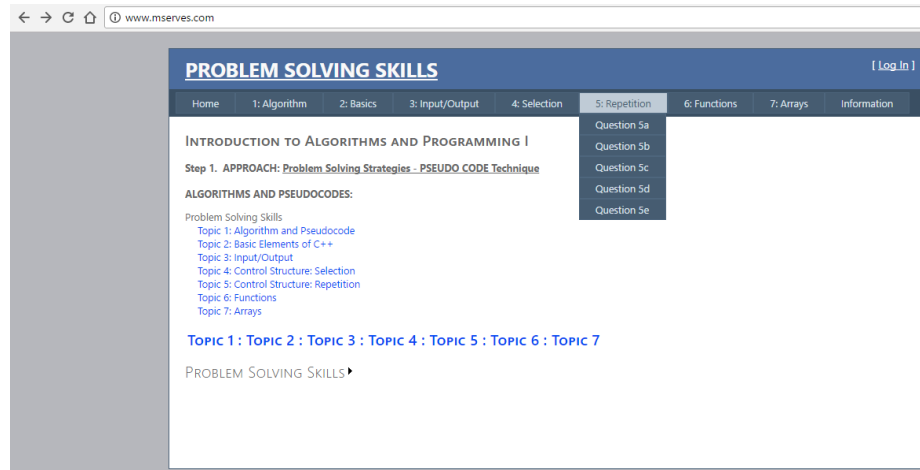 www.mserves.com
PROBLEM SOLVING SKILLS
[ Log In ]
Home 1: Algorithm 2: Basics 3: Input/Output 4: Selection 5: Repetition 6: Functions 7: Arrays Information
Question 5a
Question 5b
Question 5c
Question 5d
Question 5e
INTRODUCTION TO ALGORITHMS AND PROGRAMMING I
Step 1. APPROACH: Problem Solving Strategies - PSEUDO CODE Technique
ALGORITHMS AND PSEUDOCODES:
Problem Solving Skills
Topic 1: Algorithm and Pseudocode
Topic 2: Basic Elements of C++
Topic 3: Input/Output
Topic 4: Control Structure: Selection
Topic 5: Control Structure: Repetition
Topic 6: Functions
Topic 7: Arrays
TOPIC 1 : TOPIC 2 : TOPIC 3 : TOPIC 4 : TOPIC 5 : TOPIC 6 : TOPIC 7
PROBLEM SOLVING SKILLS